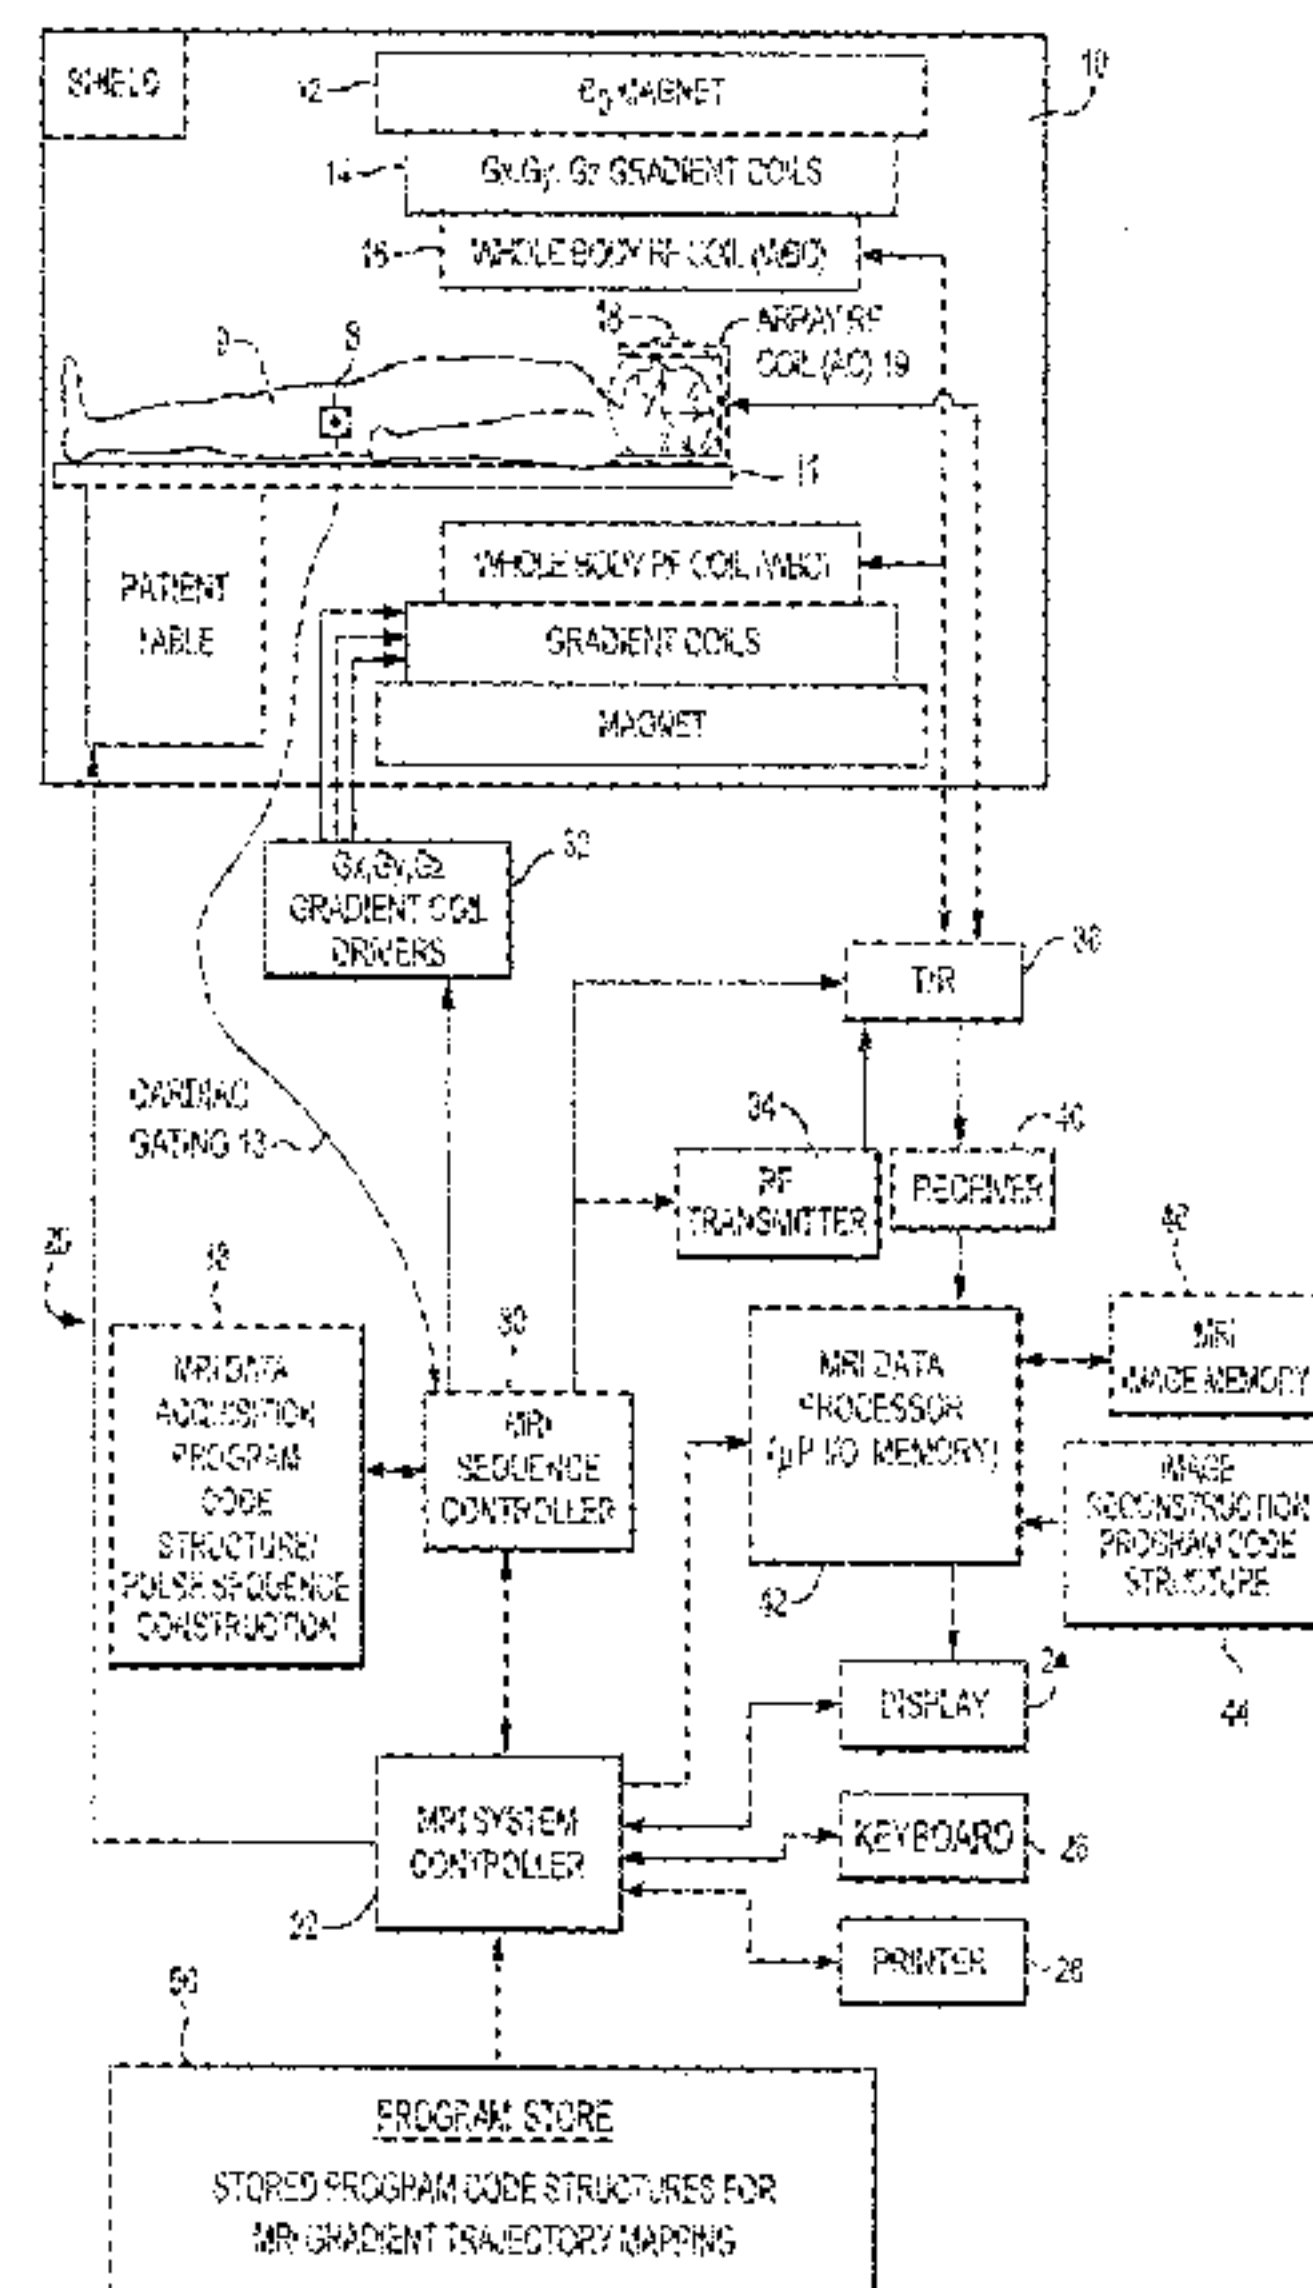 SHIELD
10
12
B0 MAGNET
14
Gx,Gy, Gz GRADIENT COILS
16
WHOLE BODY RF COIL (WBC)
18
ARRAY RF
COIL (AC) 19
9
8
11
PATIENT
TABLE
WHOLE BODY RF COIL (WBC)
GRADIENT COILS
MAGNET
32
Gx,Gy,Gz
GRADIENT COIL
DRIVERS
36
T/R
CARDIAC
GATING 13
34
RF
TRANSMITTER
40
RECEIVER
20
MRI DATA
ACQUISITION
PROGRAM
CODE
STRUCTURE/
PULSE SEQUENCE
CONSTRUCTION
30
MRI
SEQUENCE
CONTROLLER
MRI DATA
PROCESSOR
(μP I/O MEMORY)
42
MRI
IMAGE MEMORY
IMAGE
RECONSTRUCTION
PROGRAM CODE
STRUCTURE
44
24
DISPLAY
MRI SYSTEM
CONTROLLER
22
KEYBOARD
26
PRINTER
28
50
PROGRAM STORE
STORED PROGRAM CODE STRUCTURES FOR
MRI GRADIENT TRAJECTORY MAPPING